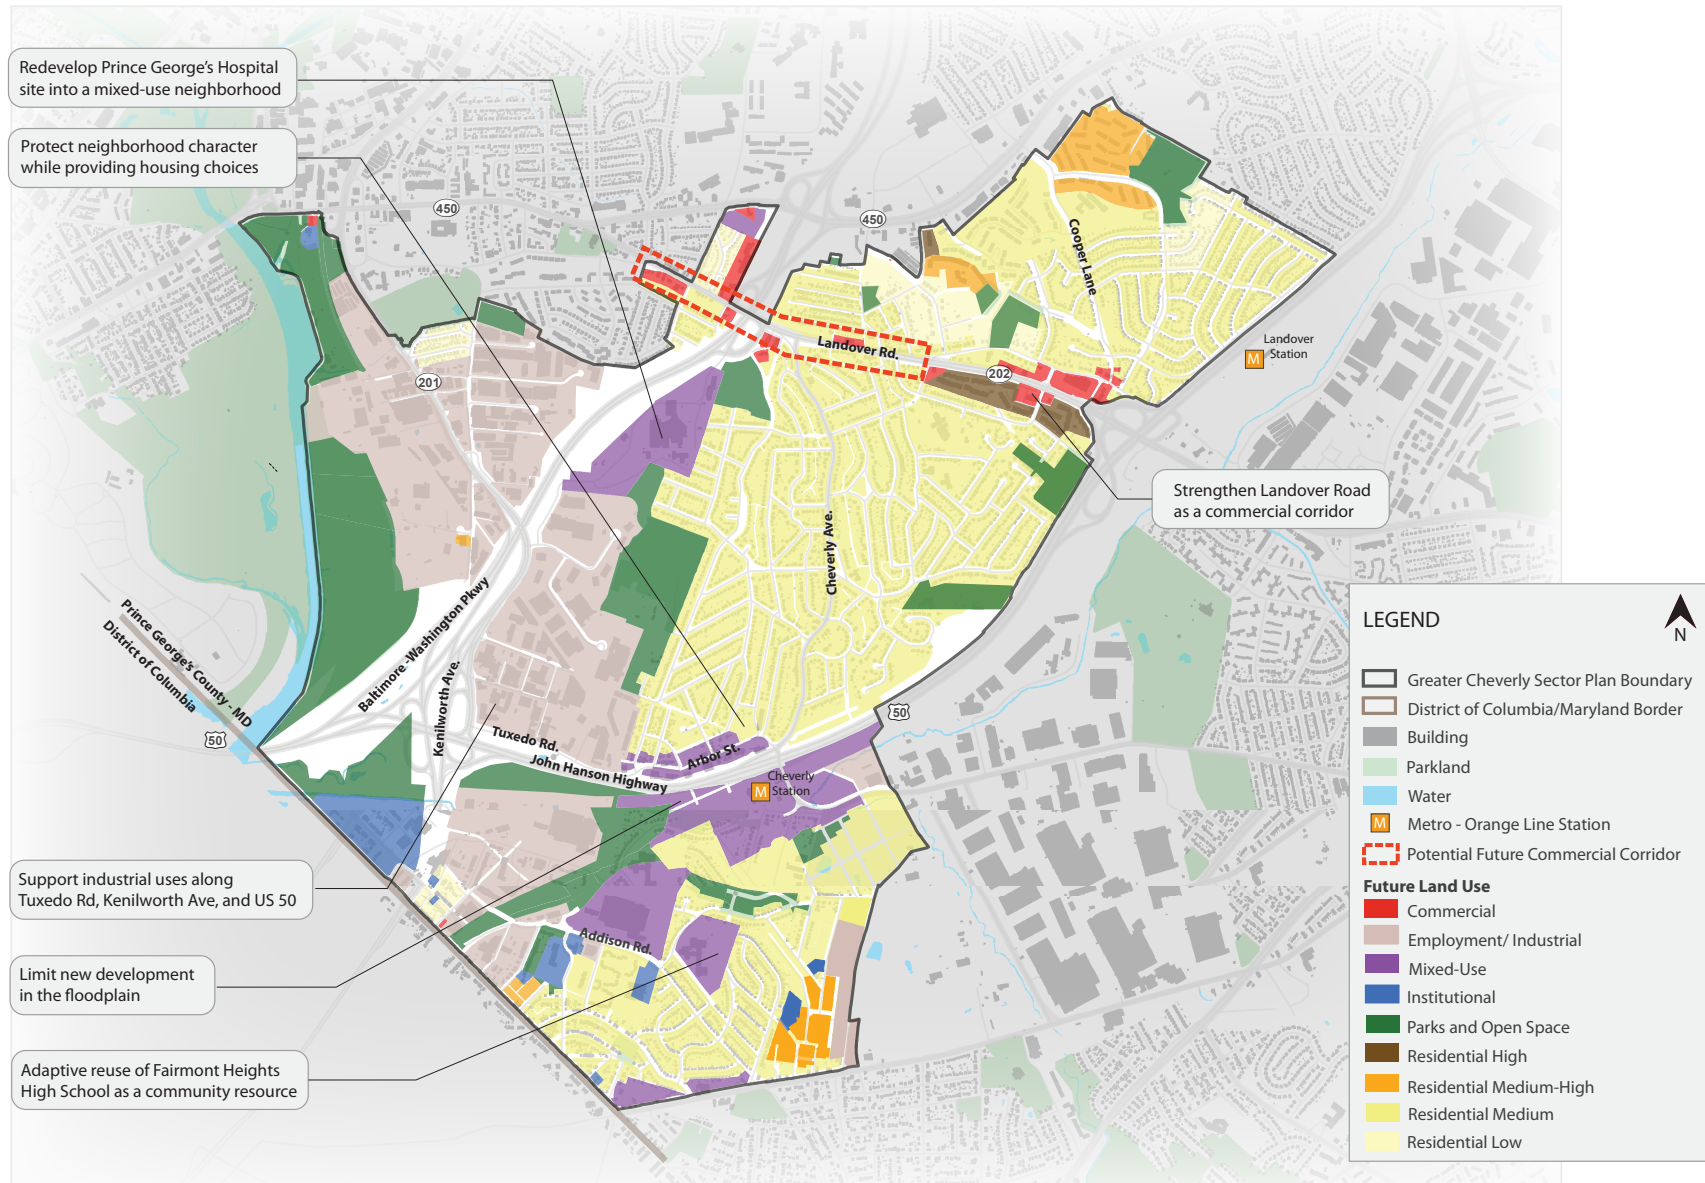 Redevelop Prince George's Hospital
site into a mixed-use neighborhood
Protect neighborhood character
while providing housing choices
450
450
201
202
50
50
Cooper Lane
Landover Rd.
Landover
Station
M
Cheverly Ave.
Strengthen Landover Road
as a commercial corridor
Baltimore -Washington Pkwy
Kenilworth Ave.
Prince George's County - MD
District of Columbia
Tuxedo Rd.
John Hanson Highway
Arbor St.
Cheverly
Station
M
Addison Rd.
Support industrial uses along
Tuxedo Rd, Kenilworth Ave, and US 50
Limit new development
in the floodplain
Adaptive reuse of Fairmont Heights
High School as a community resource
LEGEND
N
Greater Cheverly Sector Plan Boundary
District of Columbia/Maryland Border
Building
Parkland
Water
M Metro - Orange Line Station
Potential Future Commercial Corridor
Future Land Use
Commercial
Employment/ Industrial
Mixed-Use
Institutional
Parks and Open Space
Residential High
Residential Medium-High
Residential Medium
Residential Low